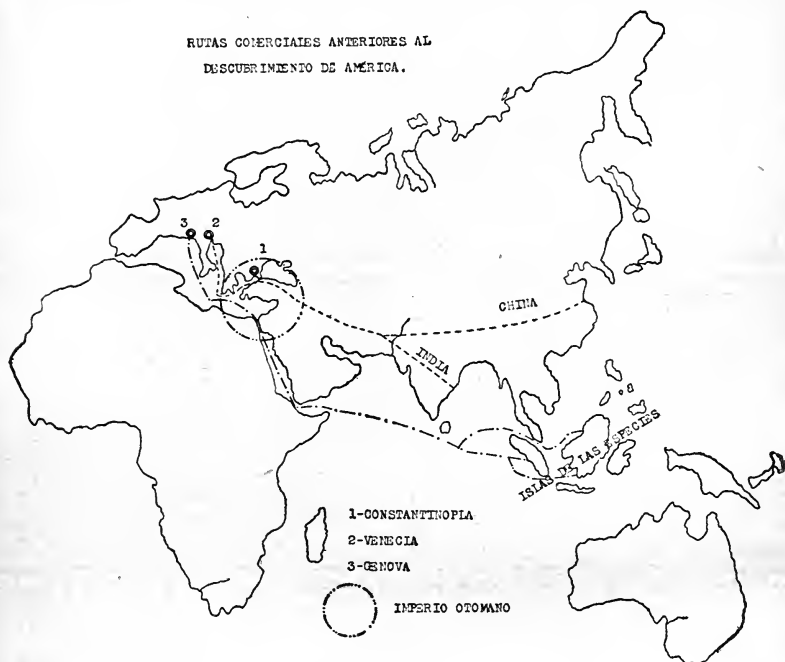 RUTAS COMERCIALES ANTERIORES AL
DESCUBRIMIENTO DE AMÉRICA.
3
2
1
CHINA
INDIA
ISLAS DE LAS ESPECIES
1-CONSTANTINOPLA
2-VENECIA
3-GENOVA
IMPERIO OTOMANO